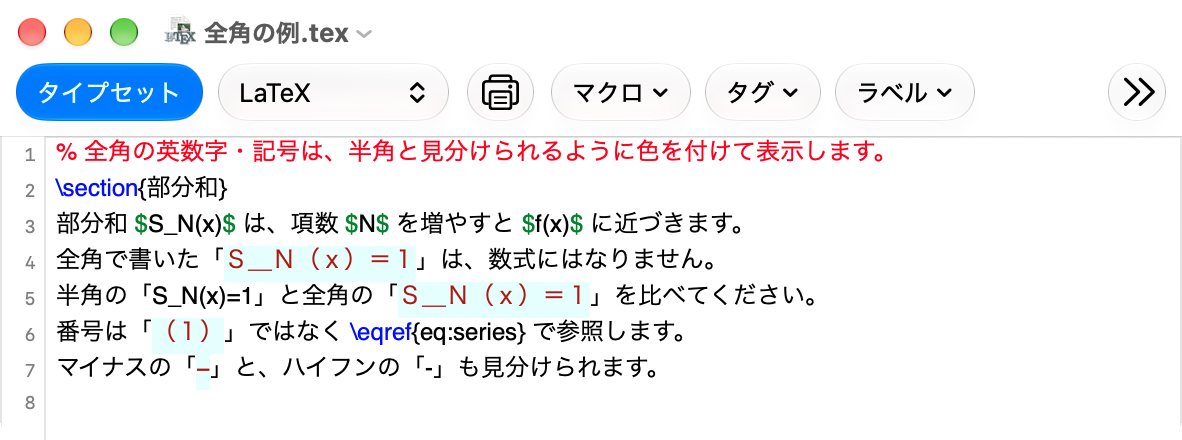 全角の例.tex
タイプセット LaTeX マクロ タグ ラベル
1 % 全角の英数字・記号は、半角と見分けられるように色を付けて表示します。
2 \section{部分和}
3 部分和 $S_N(x)$ は、項数 $N$ を増やすと $f(x)$ に近づきます。
4 全角で書いた「Ｓ＿Ｎ（ｘ）＝１」は、数式にはなりません。
5 半角の「S_N(x)=1」と全角の「Ｓ＿Ｎ（ｘ）＝１」を比べてください。
6 番号は「（１）」ではなく \eqref{eq:series} で参照します。
7 マイナスの「−」と、ハイフンの「-」も見分けられます。
8